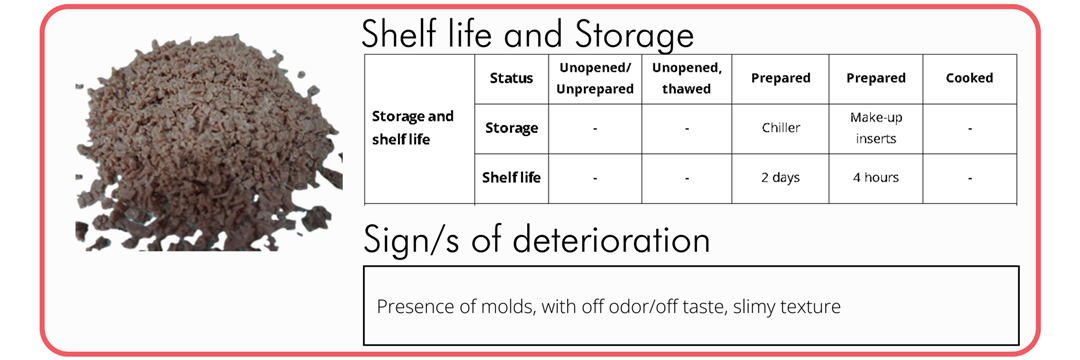 Shelf life and Storage
Storage and shelf life
Status
Unopened/ Unprepared
Unopened, thawed
Prepared
Prepared
Cooked
Storage
-
-
Chiller
Make-up inserts
-
Shelf life
-
-
2 days
4 hours
-
Sign/s of deterioration
Presence of molds, with off odor/off taste, slimy texture